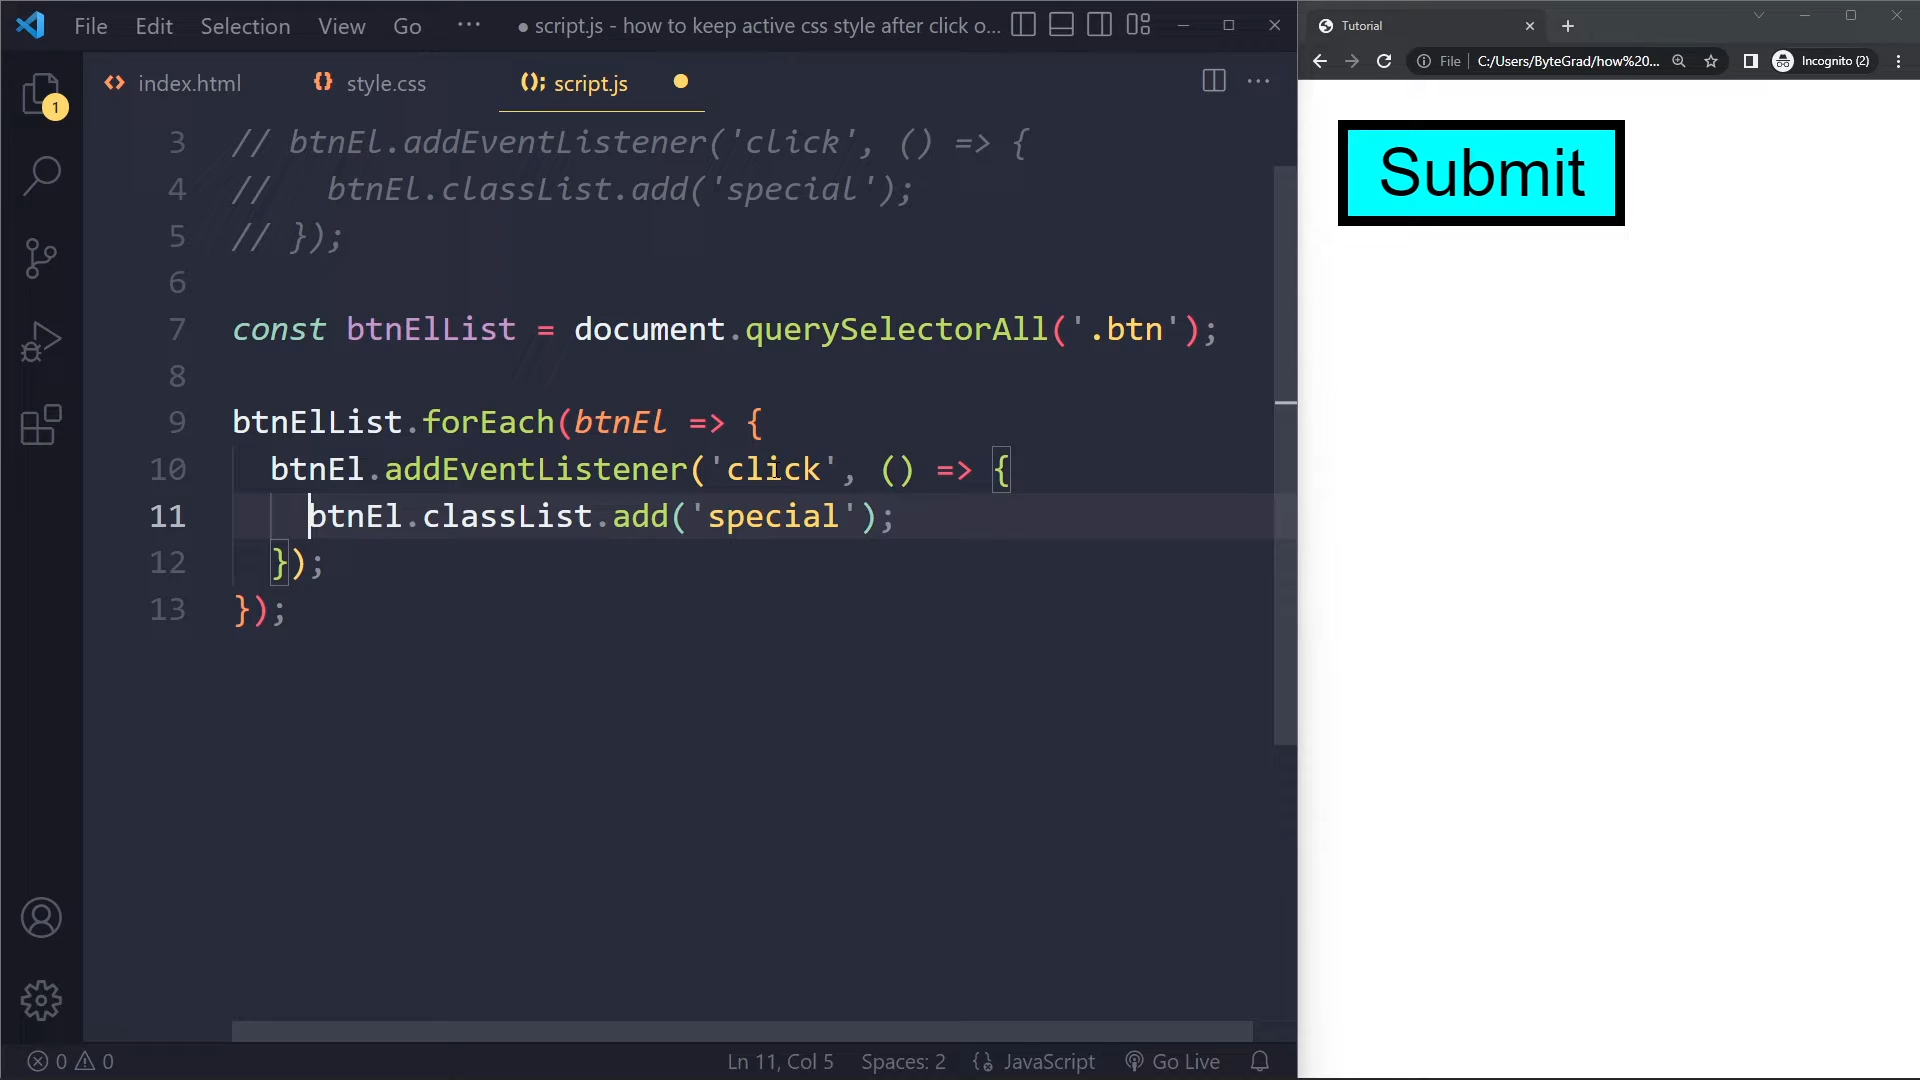 File Edit Selection View Go ··· ● script.js - how to keep active css style after click o...
index.html style.css script.js
1
3 // btnEl.addEventListener('click', () => {
4 //   btnEl.classList.add('special');
5 // });
6
7 const btnElList = document.querySelectorAll('.btn');
8
9 btnElList.forEach(btnEl => {
10   btnEl.addEventListener('click', () => {
11     btnEl.classList.add('special');
12   });
13 });
0 0 Ln 11, Col 5 Spaces: 2 JavaScript Go Live
Tutorial
File C:/Users/ByteGrad/how%20... Incognito (2)
Submit